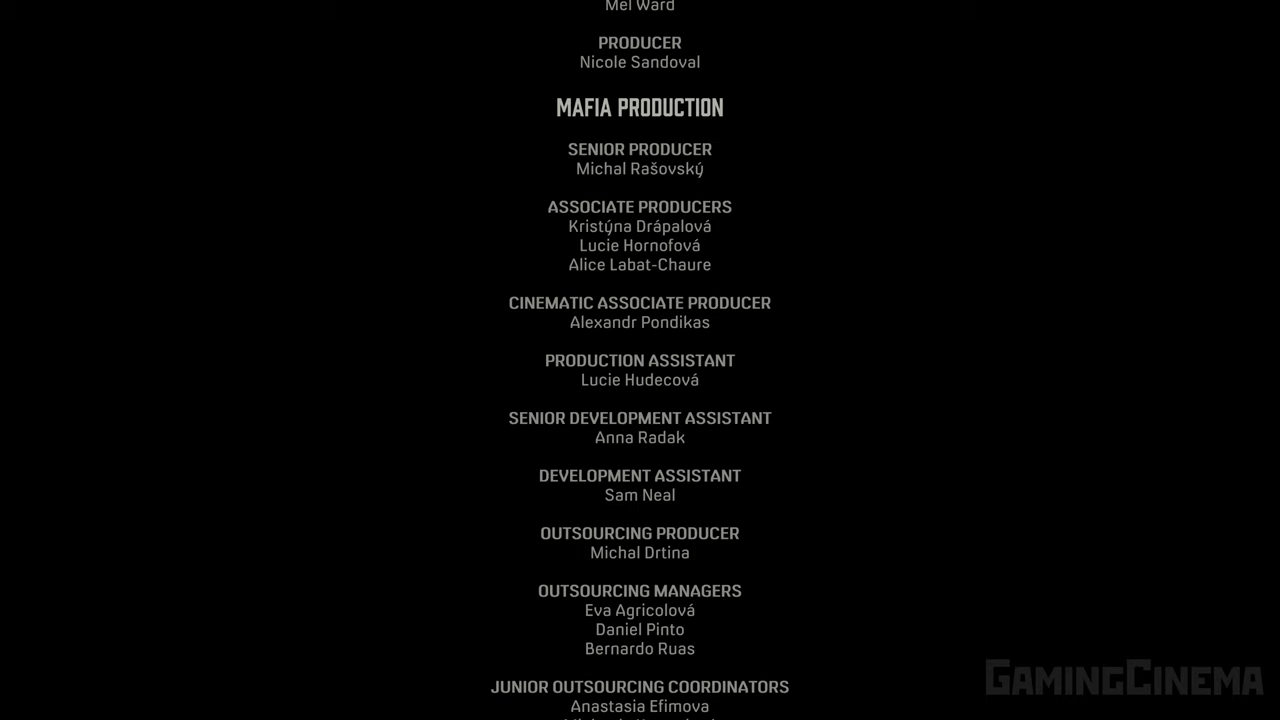 Mel Ward
PRODUCER
Nicole Sandoval
MAFIA PRODUCTION
SENIOR PRODUCER
Michal Rašovský
ASSOCIATE PRODUCERS
Kristýna Drápalová
Lucie Hornofová
Alice Labat-Chaure
CINEMATIC ASSOCIATE PRODUCER
Alexandr Pondikas
PRODUCTION ASSISTANT
Lucie Hudecová
SENIOR DEVELOPMENT ASSISTANT
Anna Radak
DEVELOPMENT ASSISTANT
Sam Neal
OUTSOURCING PRODUCER
Michal Drtina
OUTSOURCING MANAGERS
Eva Agricolová
Daniel Pinto
Bernardo Ruas
JUNIOR OUTSOURCING COORDINATORS
Anastasia Efimova
GAMINGCINEMA